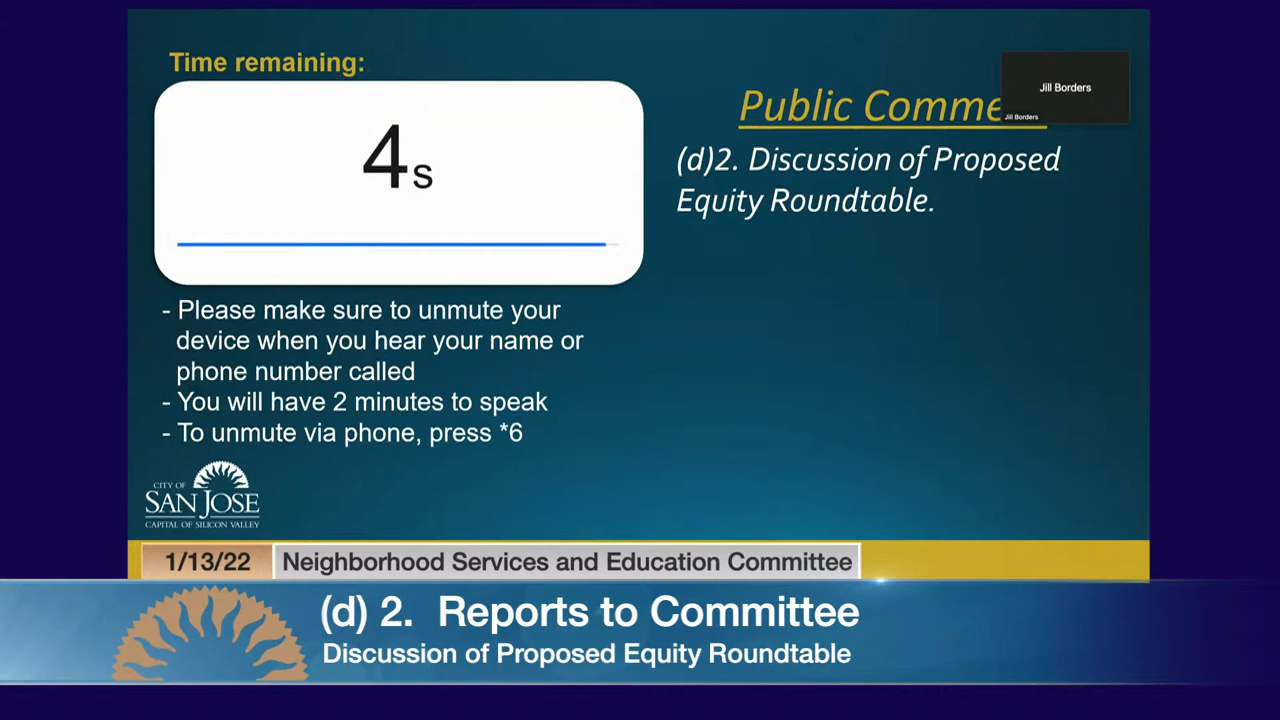 Time remaining:
4s
Public Comme
Jill Borders
Jill Borders
(d)2. Discussion of Proposed
Equity Roundtable.
- Please make sure to unmute your
device when you hear your name or
phone number called
- You will have 2 minutes to speak
- To unmute via phone, press *6
CITY OF
SAN JOSE
CAPITAL OF SILICON VALLEY
1/13/22
Neighborhood Services and Education Committee
(d) 2. Reports to Committee
Discussion of Proposed Equity Roundtable